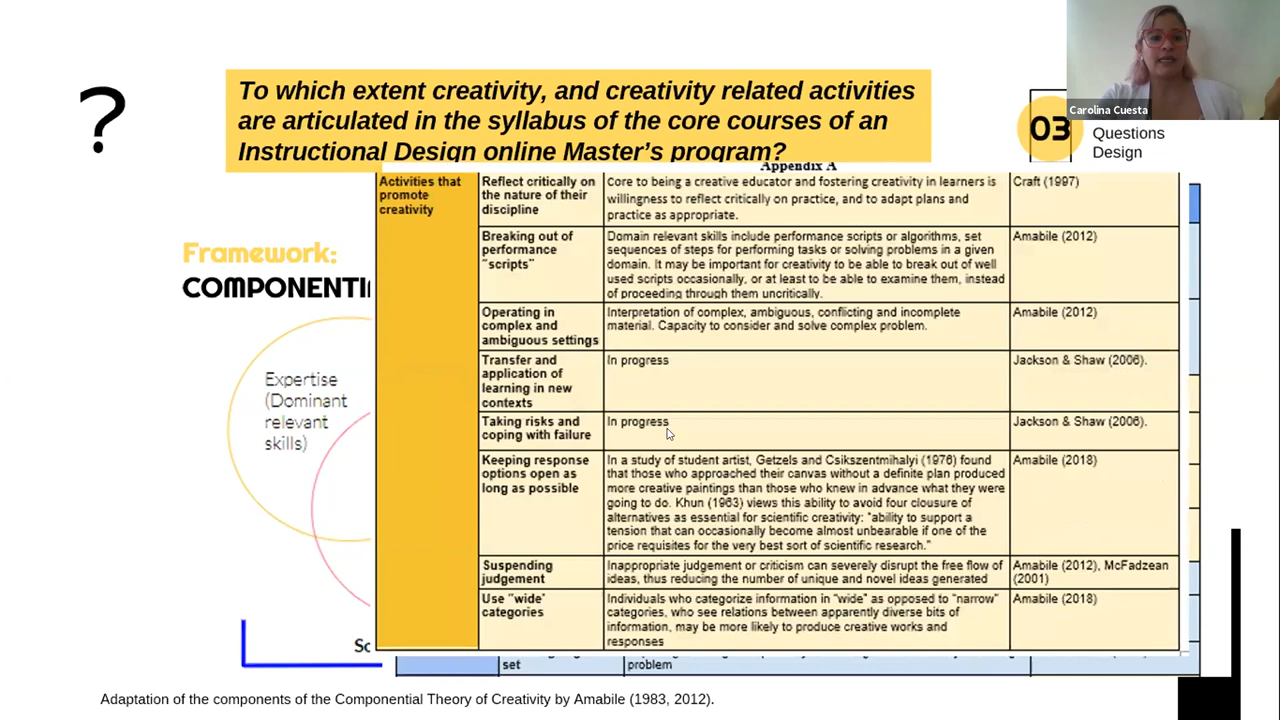 ?
To which extent creativity, and creativity related activities
are articulated in the syllabus of the core courses of an
Instructional Design online Master's program?
Carolina Cuesta
03
Questions
Design
Framework:
COMPONENTI
Expertise
(Dominant
relevant
skills)
Appendix A
Activities that
promote
creativity
Reflect critically on
the nature of their
discipline
Core to being a creative educator and fostering creativity in learners is
willingness to reflect critically on practice, and to adapt plans and
practice as appropriate.
Craft (1997)
Breaking out of
performance
"scripts"
Domain relevant skills include performance scripts or algorithms, set
sequences of steps for performing tasks or solving problems in a given
domain. It may be important for creativity to be able to break out of well
used scripts occasionally, or at least to be able to examine them, instead
of proceeding through them uncritically.
Amabile (2012)
Operating in
complex and
ambiguous settings
Interpretation of complex, ambiguous, conflicting and incomplete
material. Capacity to consider and solve complex problem.
Amabile (2012)
Transfer and
application of
learning in new
contexts
In progress
Jackson & Shaw (2006).
Taking risks and
coping with failure
In progress
Jackson & Shaw (2006).
Keeping response
options open as
long as possible
In a study of student artist, Getzels and Csikszentmihalyi (1976) found
that those who approached their canvas without a definite plan produced
more creative paintings than those who knew in advance what they were
going to do. Khun (1963) views this ability to avoid four clousure of
alternatives as essential for scientific creativity: "ability to support a
tension that can occasionally become almost unbearable if one of the
price requisites for the very best sort of scientific research."
Amabile (2018)
Suspending
judgement
Inappropriate judgement or criticism can severely disrupt the free flow of
ideas, thus reducing the number of unique and novel ideas generated
Amabile (2012), McFadzean
(2001)
Use "wide'
categories
Individuals who categorize information in "wide" as opposed to "narrow"
categories, who see relations between apparently diverse bits of
information, may be more likely to produce creative works and
responses
Amabile (2018)
So
set
problem
Adaptation of the components of the Componential Theory of Creativity by Amabile (1983, 2012).